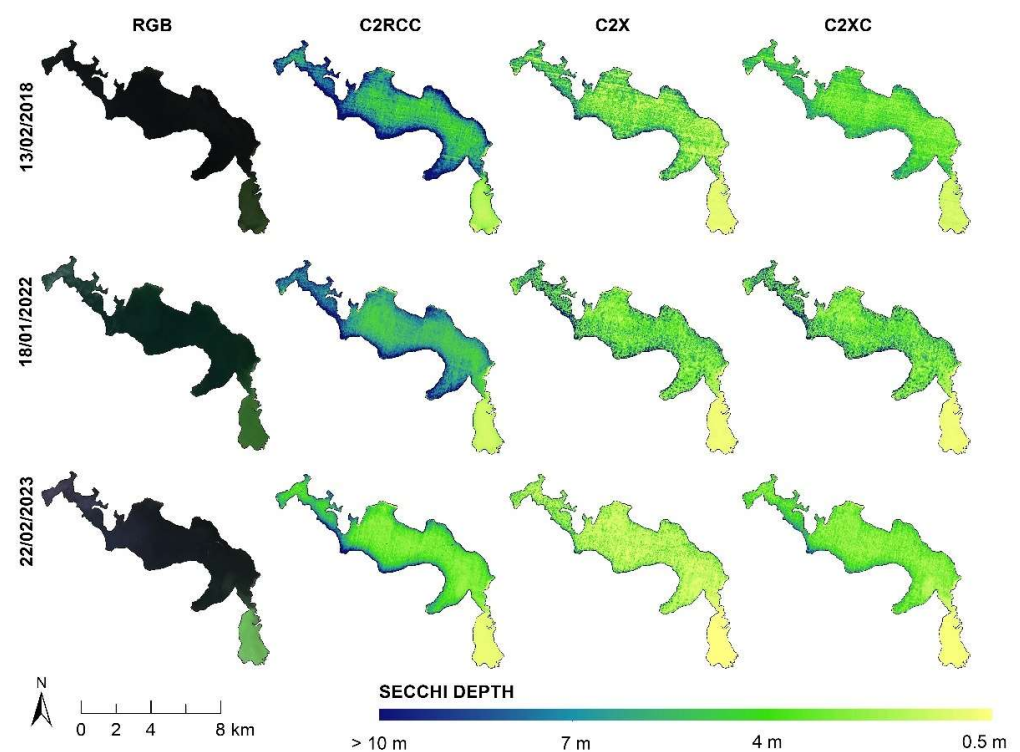 RGB C2RCC C2X C2XC
13/02/2018
18/01/2022
22/02/2023
N
0 2 4 8 km
SECCHI DEPTH
> 10 m 7 m 4 m 0.5 m